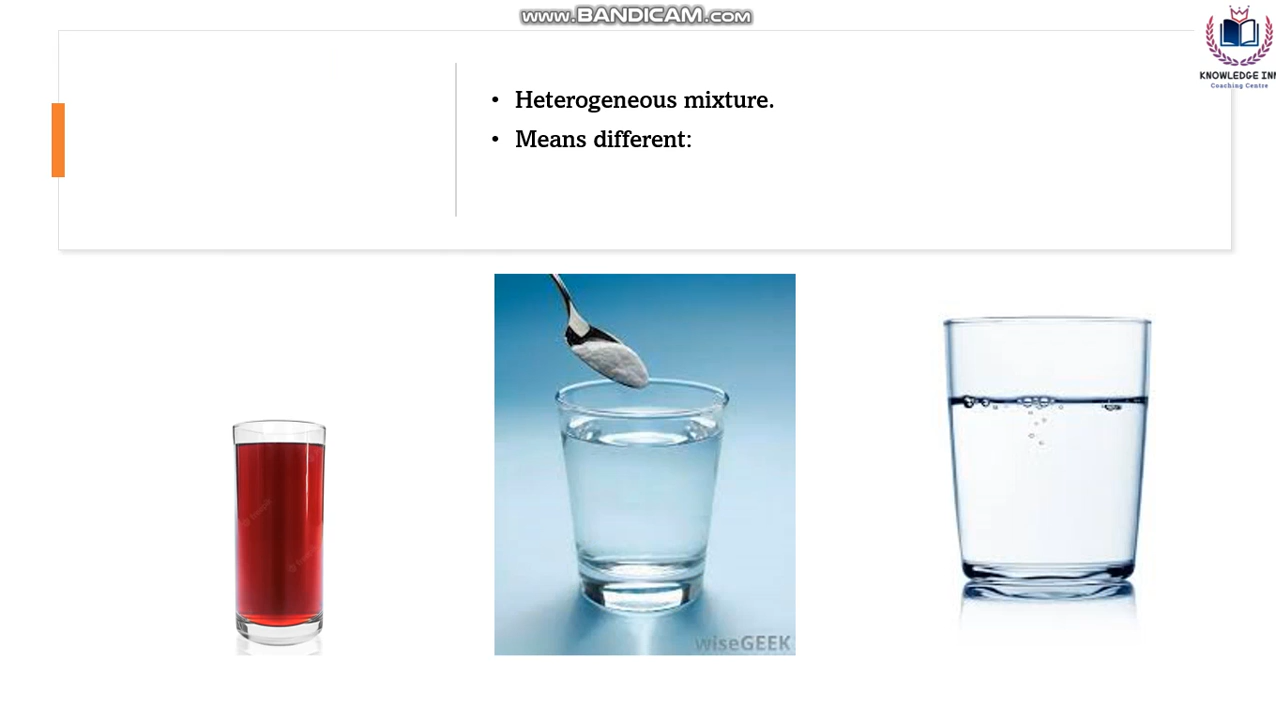 www.BANDICAM.com
KNOWLEDGE INN
Coaching Centre
• Heterogeneous mixture.
• Means different:
wiseGEEK